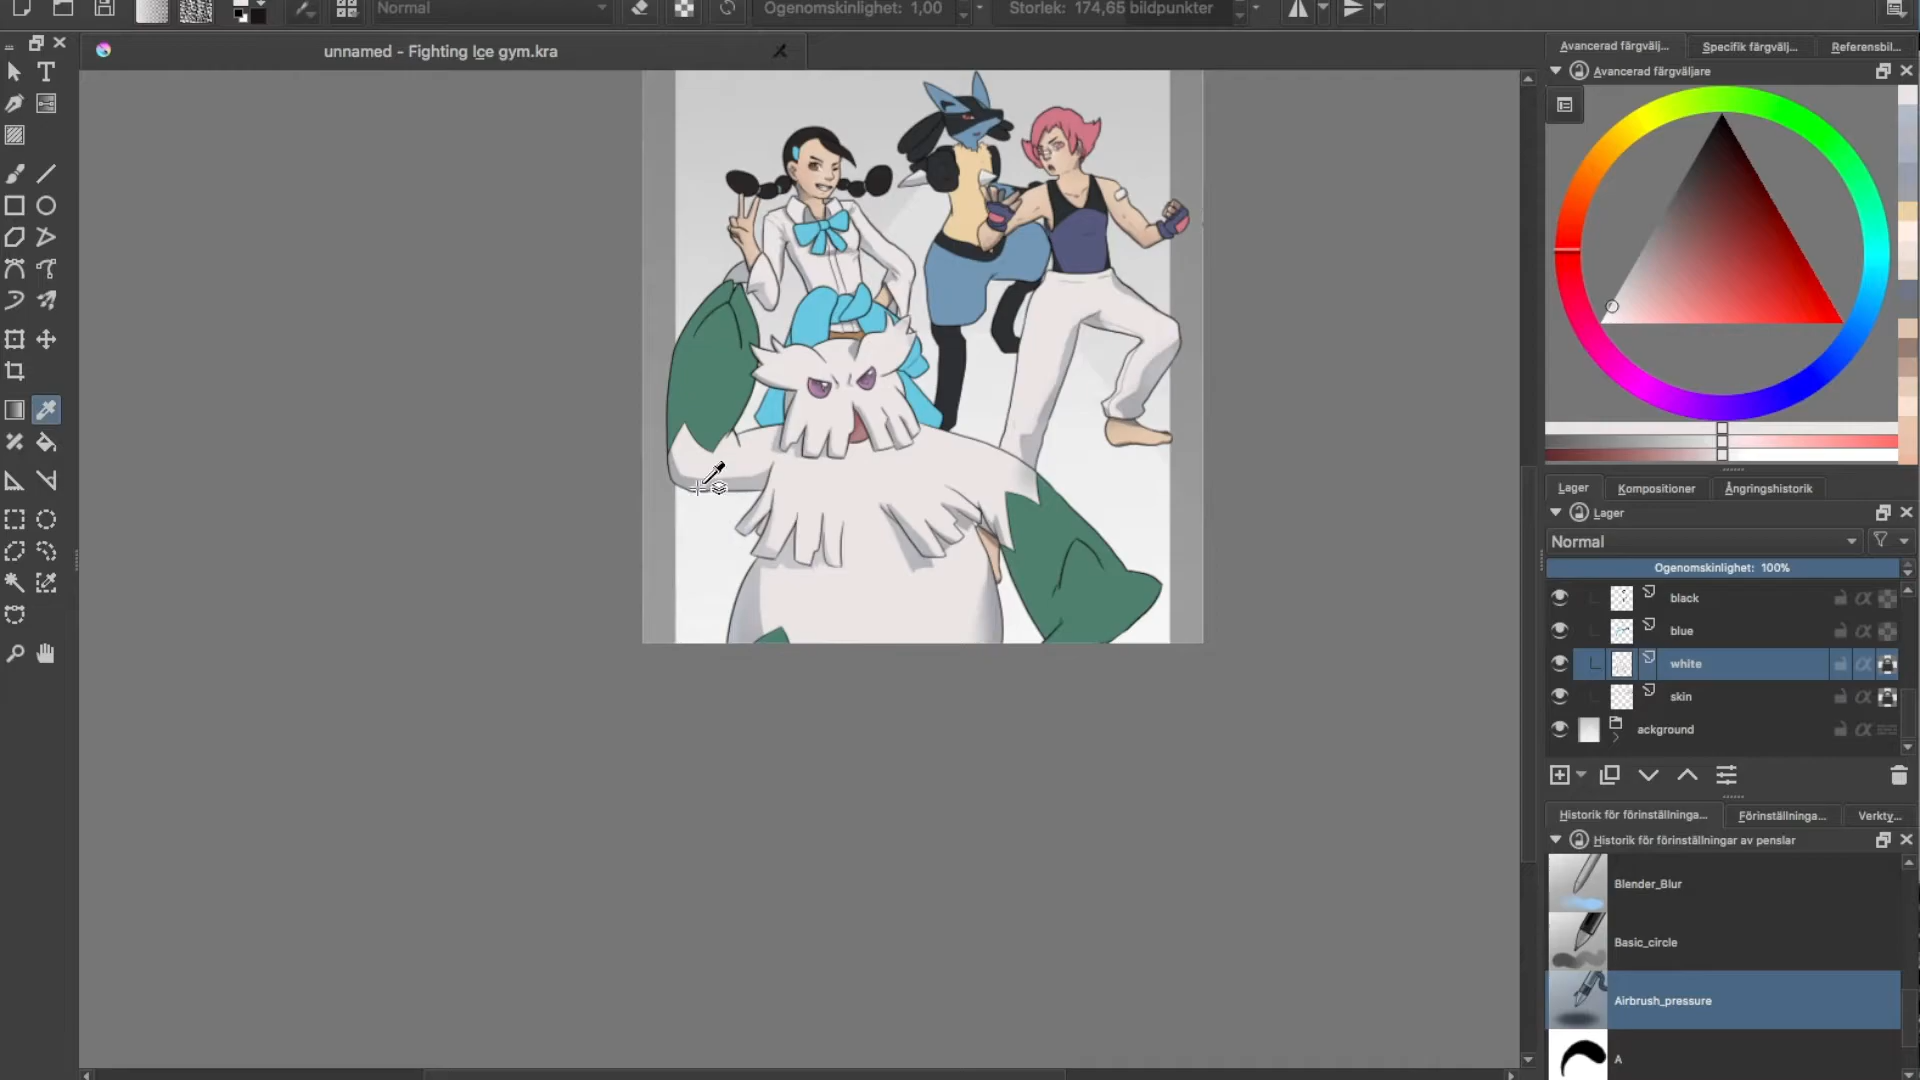 Normal
Ogenomskinlighet: 1,00
Storlek: 174,65 bildpunkter
unnamed - Fighting Ice gym.kra
Avancerad färgvälj...
Specifik färgvälj...
Referensbil...
Avancerad färgväljare
Lager
Kompositioner
Ångringshistorik
Lager
Normal
Ogenomskinlighet: 100%
black
blue
white
skin
ackground
Historik för förinställninga...
Förinställninga...
Verkty...
Historik för förinställningar av penslar
Blender_Blur
Basic_circle
Airbrush_pressure
A